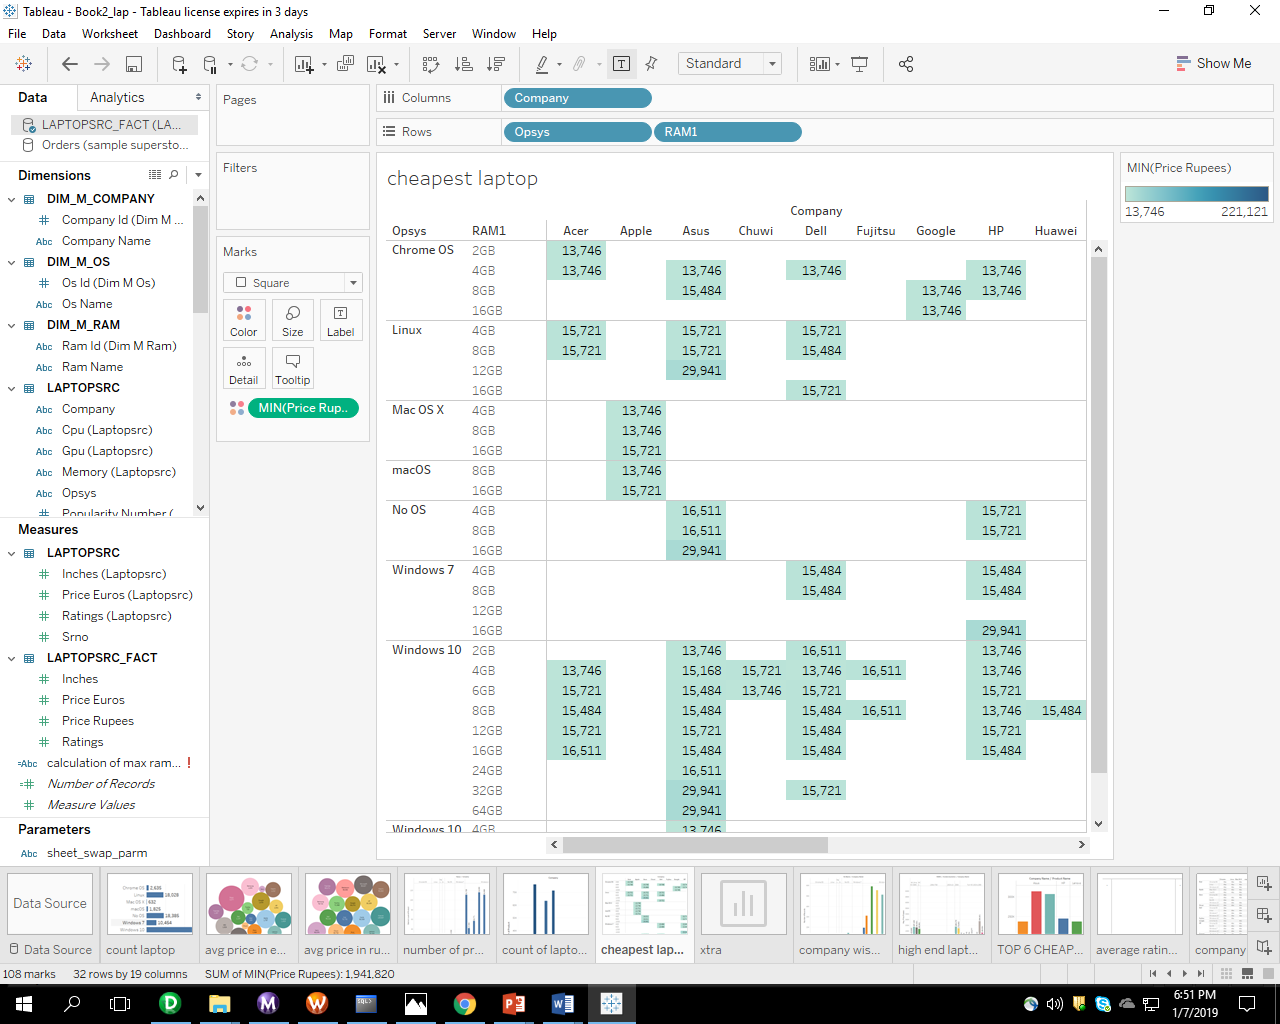 Tableau - Book2_lap - Tableau license expires in 3 days
File Data Worksheet Dashboard Story Analysis Map Format Server Window Help
Standard
Show Me
Data Analytics
LAPTOPSRC_FACT (LA...
Orders (sample supersto...
Dimensions
DIM_M_COMPANY
Company Id (Dim M ...
Company Name
DIM_M_OS
Os Id (Dim M Os)
Os Name
DIM_M_RAM
Ram Id (Dim M Ram)
Ram Name
LAPTOPSRC
Company
Cpu (Laptopsrc)
Gpu (Laptopsrc)
Memory (Laptopsrc)
Opsys
Popularity Number (
Measures
LAPTOPSRC
Inches (Laptopsrc)
Price Euros (Laptopsrc)
Ratings (Laptopsrc)
Srno
LAPTOPSRC_FACT
Inches
Price Euros
Price Rupees
Ratings
calculation of max ram... !
Number of Records
Measure Values
Parameters
sheet_swap_parm
Pages
Filters
Marks
Square
Color Size Label
Detail Tooltip
MIN(Price Rup..
Columns Company
Rows Opsys RAM1
cheapest laptop
Company
Opsys RAM1 Acer Apple Asus Chuwi Dell Fujitsu Google HP Huawei
Chrome OS 2GB 13,746
4GB 13,746 13,746 13,746 13,746
8GB 15,484 13,746 13,746
16GB 13,746
Linux 4GB 15,721 15,721 15,721
8GB 15,721 15,721 15,484
12GB 29,941
16GB 15,721
Mac OS X 4GB 13,746
8GB 13,746
16GB 15,721
macOS 8GB 13,746
16GB 15,721
No OS 4GB 16,511 15,721
8GB 16,511 15,721
16GB 29,941
Windows 7 4GB 15,484 15,484
8GB 15,484 15,484
12GB
16GB 29,941
Windows 10 2GB 13,746 16,511 13,746
4GB 13,746 15,168 15,721 13,746 16,511 13,746
6GB 15,721 15,484 13,746 15,721 15,721
8GB 15,484 15,484 15,484 16,511 13,746 15,484
12GB 15,721 15,721 15,484 15,721
16GB 16,511 15,484 15,484 15,484
24GB 16,511
32GB 29,941 15,721
64GB 29,941
Windows 10 4GB 13,746
MIN(Price Rupees)
13,746 221,121
Data Source
Data Source
count laptop
avg price in e...
avg price in ru...
number of pr...
count of lapto...
cheapest lap...
xtra
company wis...
high end lapt...
TOP 6 CHEAP...
average ratin...
company
108 marks 32 rows by 19 columns SUM of MIN(Price Rupees): 1,941,820
6:51 PM
1/7/2019